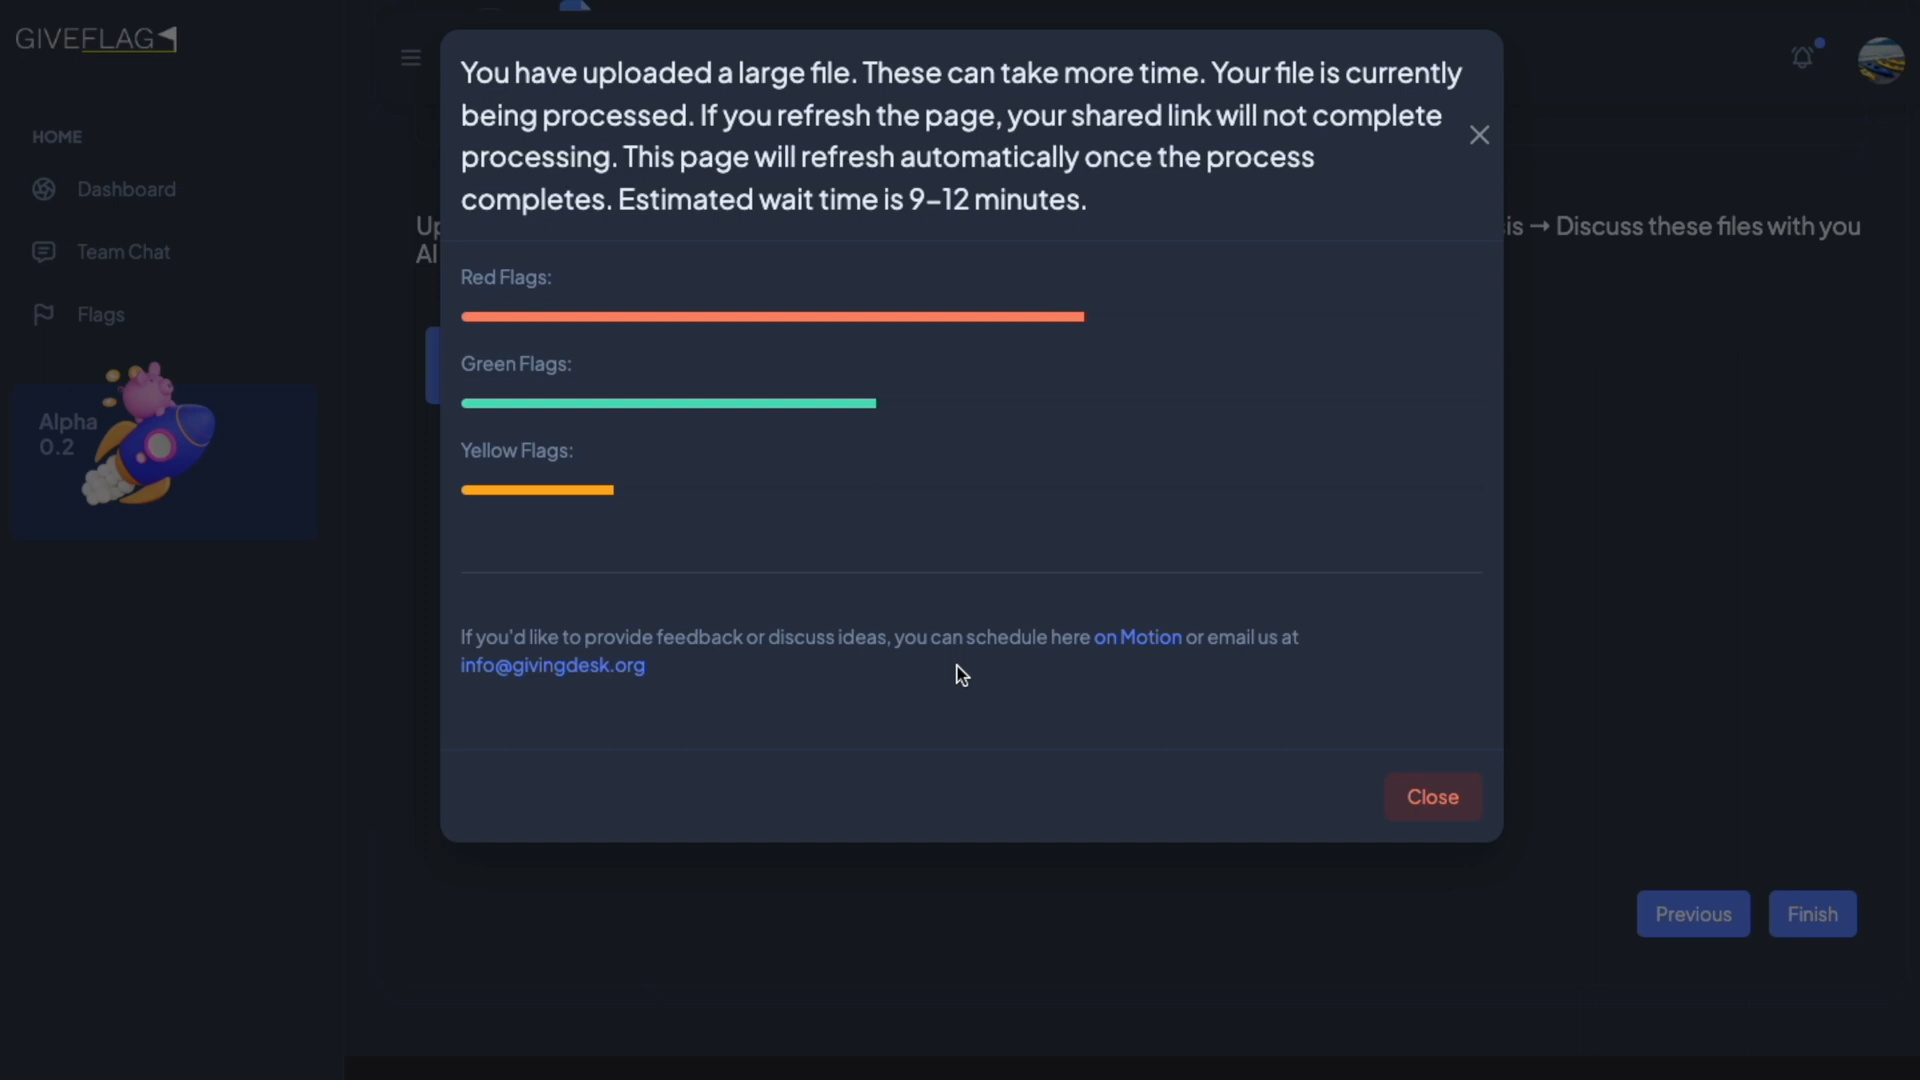 GIVEFLAG
HOME
Dashboard
Team Chat
Flags
Alpha
0.2
You have uploaded a large file. These can take more time. Your file is currently
being processed. If you refresh the page, your shared link will not complete
processing. This page will refresh automatically once the process
completes. Estimated wait time is 9–12 minutes.
Red Flags:
Green Flags:
Yellow Flags:
If you'd like to provide feedback or discuss ideas, you can schedule here on Motion or email us at
info@givingdesk.org
Close
→ Discuss these files with you
AI
Previous
Finish